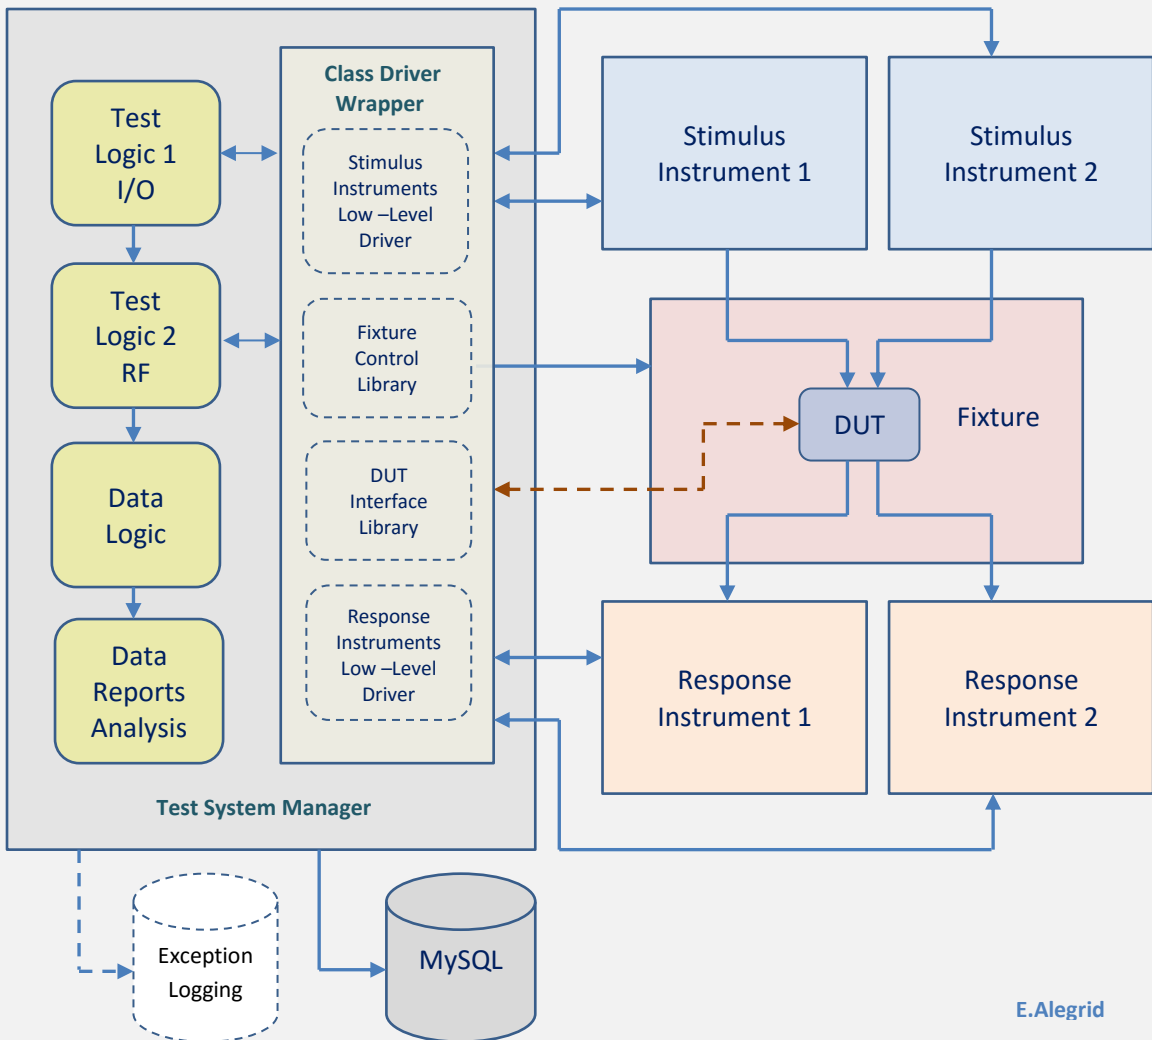 Class Driver
Wrapper
Test
Logic 1
I/O
Stimulus
Instruments
Low –Level
Driver
Stimulus
Instrument 1
Stimulus
Instrument 2
Test
Logic 2
RF
Fixture
Control
Library
DUT
Fixture
Data
Logic
DUT
Interface
Library
Data
Reports
Analysis
Response
Instruments
Low –Level
Driver
Response
Instrument 1
Response
Instrument 2
Test System Manager
Exception
Logging
MySQL
E.Alegrid